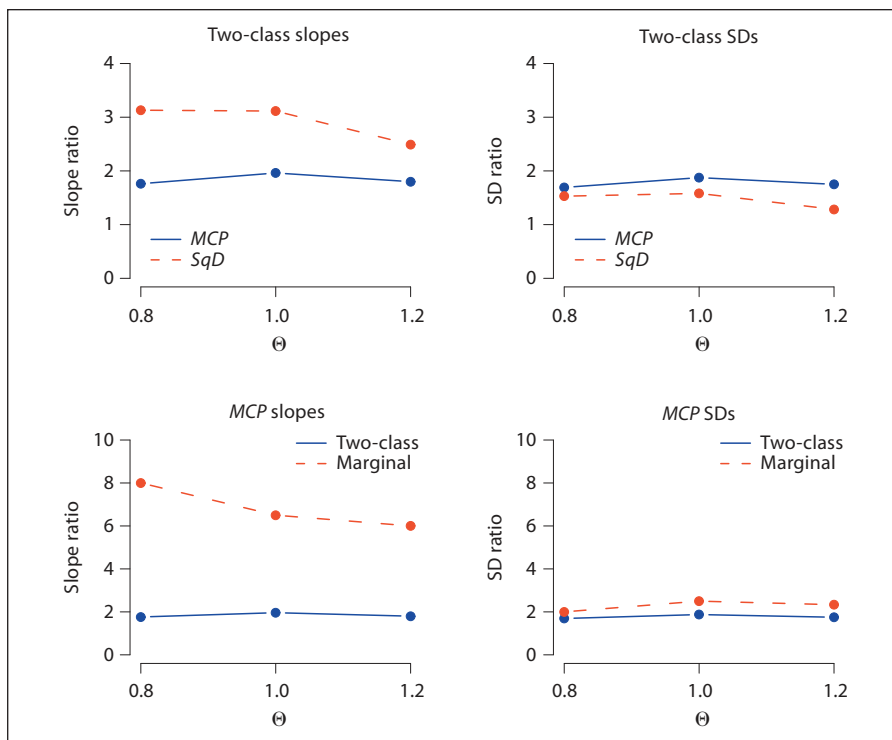 Two-class slopes
4
3
2
1
0
Slope ratio
MCP
SqD
0.8 1.0 1.2
Θ
Two-class SDs
4
3
2
1
0
SD ratio
MCP
SqD
0.8 1.0 1.2
Θ
MCP slopes
10
8
6
4
2
0
Slope ratio
Two-class
Marginal
0.8 1.0 1.2
Θ
MCP SDs
10
8
6
4
2
0
SD ratio
Two-class
Marginal
0.8 1.0 1.2
Θ